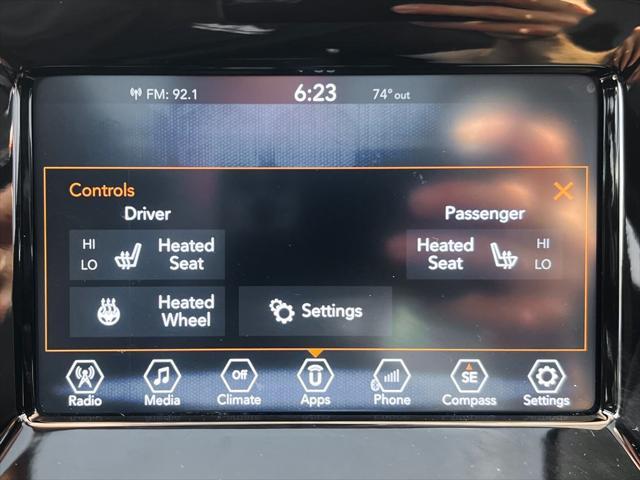 FM: 92.1 6:23 74° out
Controls
Driver Passenger
HI LO Heated Seat Heated Seat HI LO
Heated Wheel Settings
Off SE
Radio Media Climate Apps Phone Compass Settings